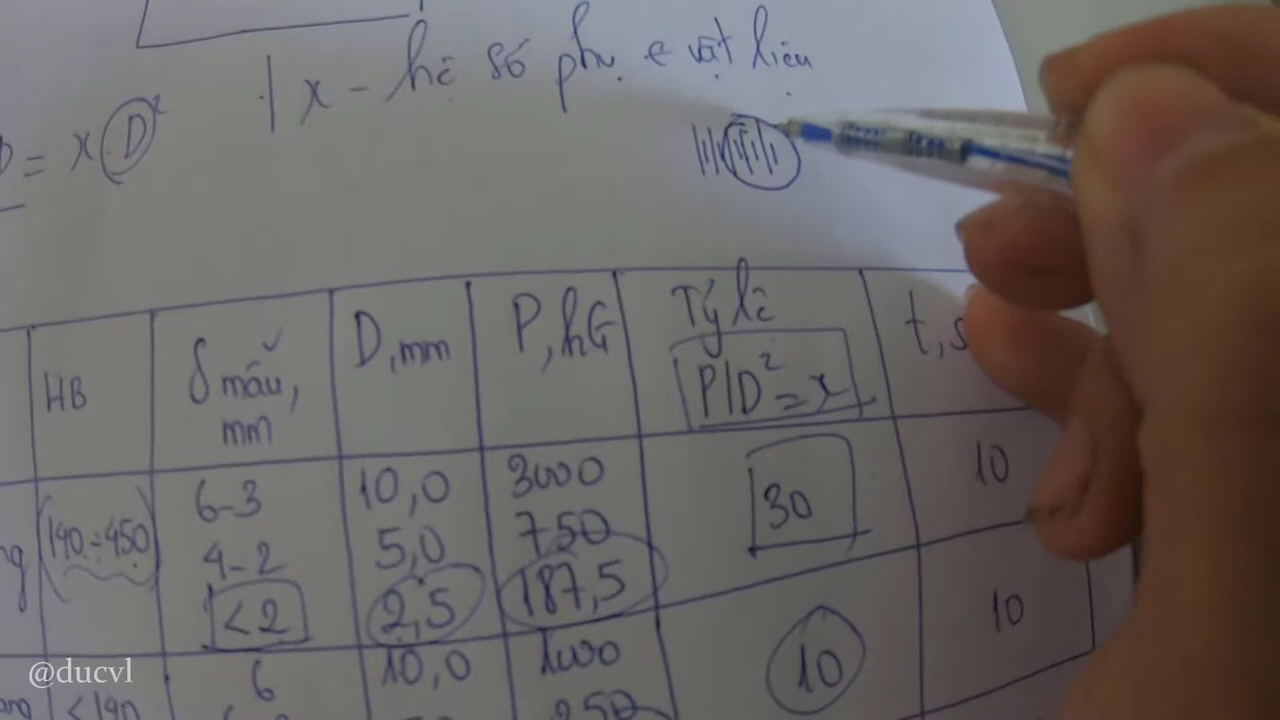 | x - hệ số phụ ∈ vật liệu
= x D²
HB
δ mẫu, mm
D, mm
P, kG
Tỷ lệ
P/D² = x
t, s
190 ÷ 450
6-3
10,0
3000
30
10
4-2
5,0
750
<2
2,5
187,5
<190
6
10,0
1000
10
10
250
@ducvl